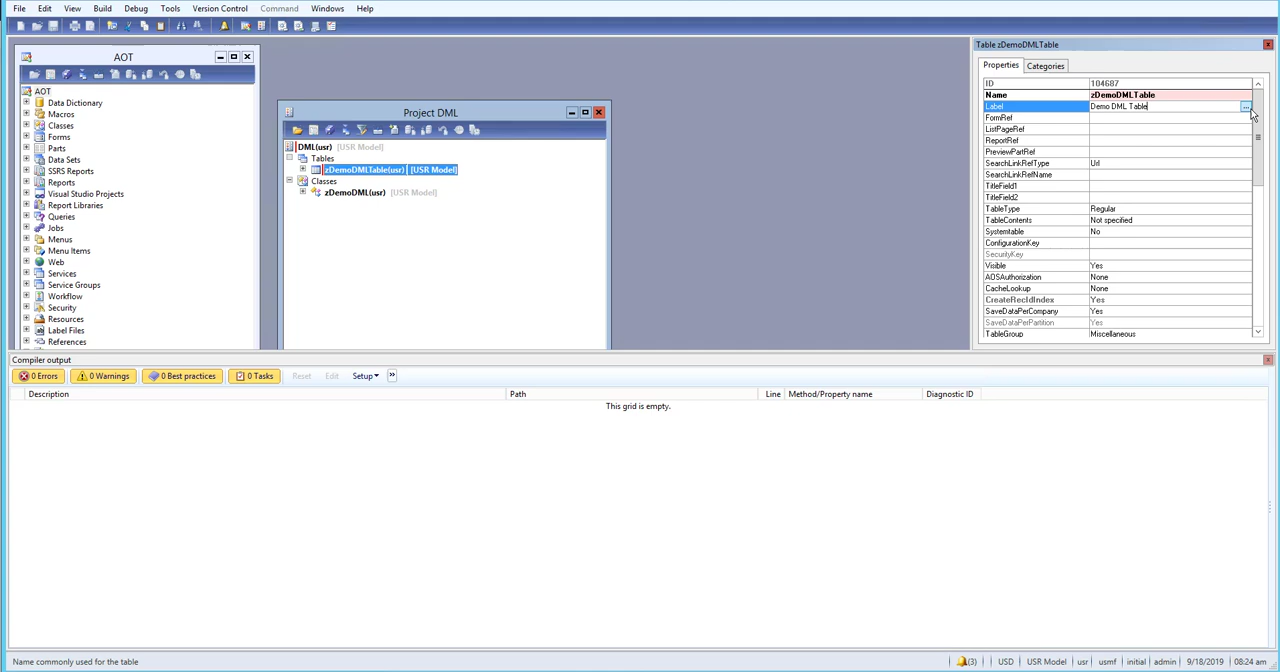 File Edit View Build Debug Tools Version Control Command Windows Help
AOT
AOT
Data Dictionary
Macros
Classes
Forms
Parts
Data Sets
SSRS Reports
Reports
Visual Studio Projects
Report Libraries
Queries
Jobs
Menus
Menu Items
Web
Services
Service Groups
Workflow
Security
Resources
Label Files
References
Project DML
DML(usr) [USR Model]
Tables
zDemoDMLTable(usr) [USR Model]
Classes
zDemoDML(usr) [USR Model]
Table zDemoDMLTable
Properties Categories
ID 104687
Name zDemoDMLTable
Label Demo DML Table ...
FormRef
ListPageRef
ReportRef
PreviewPartRef
SearchLinkRefType Url
SearchLinkRefName
TitleField1
TitleField2
TableType Regular
TableContents Not specified
Systemtable No
ConfigurationKey
SecurityKey
Visible Yes
AOSAuthorization None
CacheLookup None
CreateRecIdIndex Yes
SaveDataPerCompany Yes
SaveDataPerPartition Yes
TableGroup Miscellaneous
Compiler output
0 Errors 0 Warnings 0 Best practices 0 Tasks Reset Edit Setup »
Description Path Line Method/Property name Diagnostic ID
This grid is empty.
Name commonly used for the table (3) USD USR Model usr usmf initial admin 9/18/2019 08:24 am